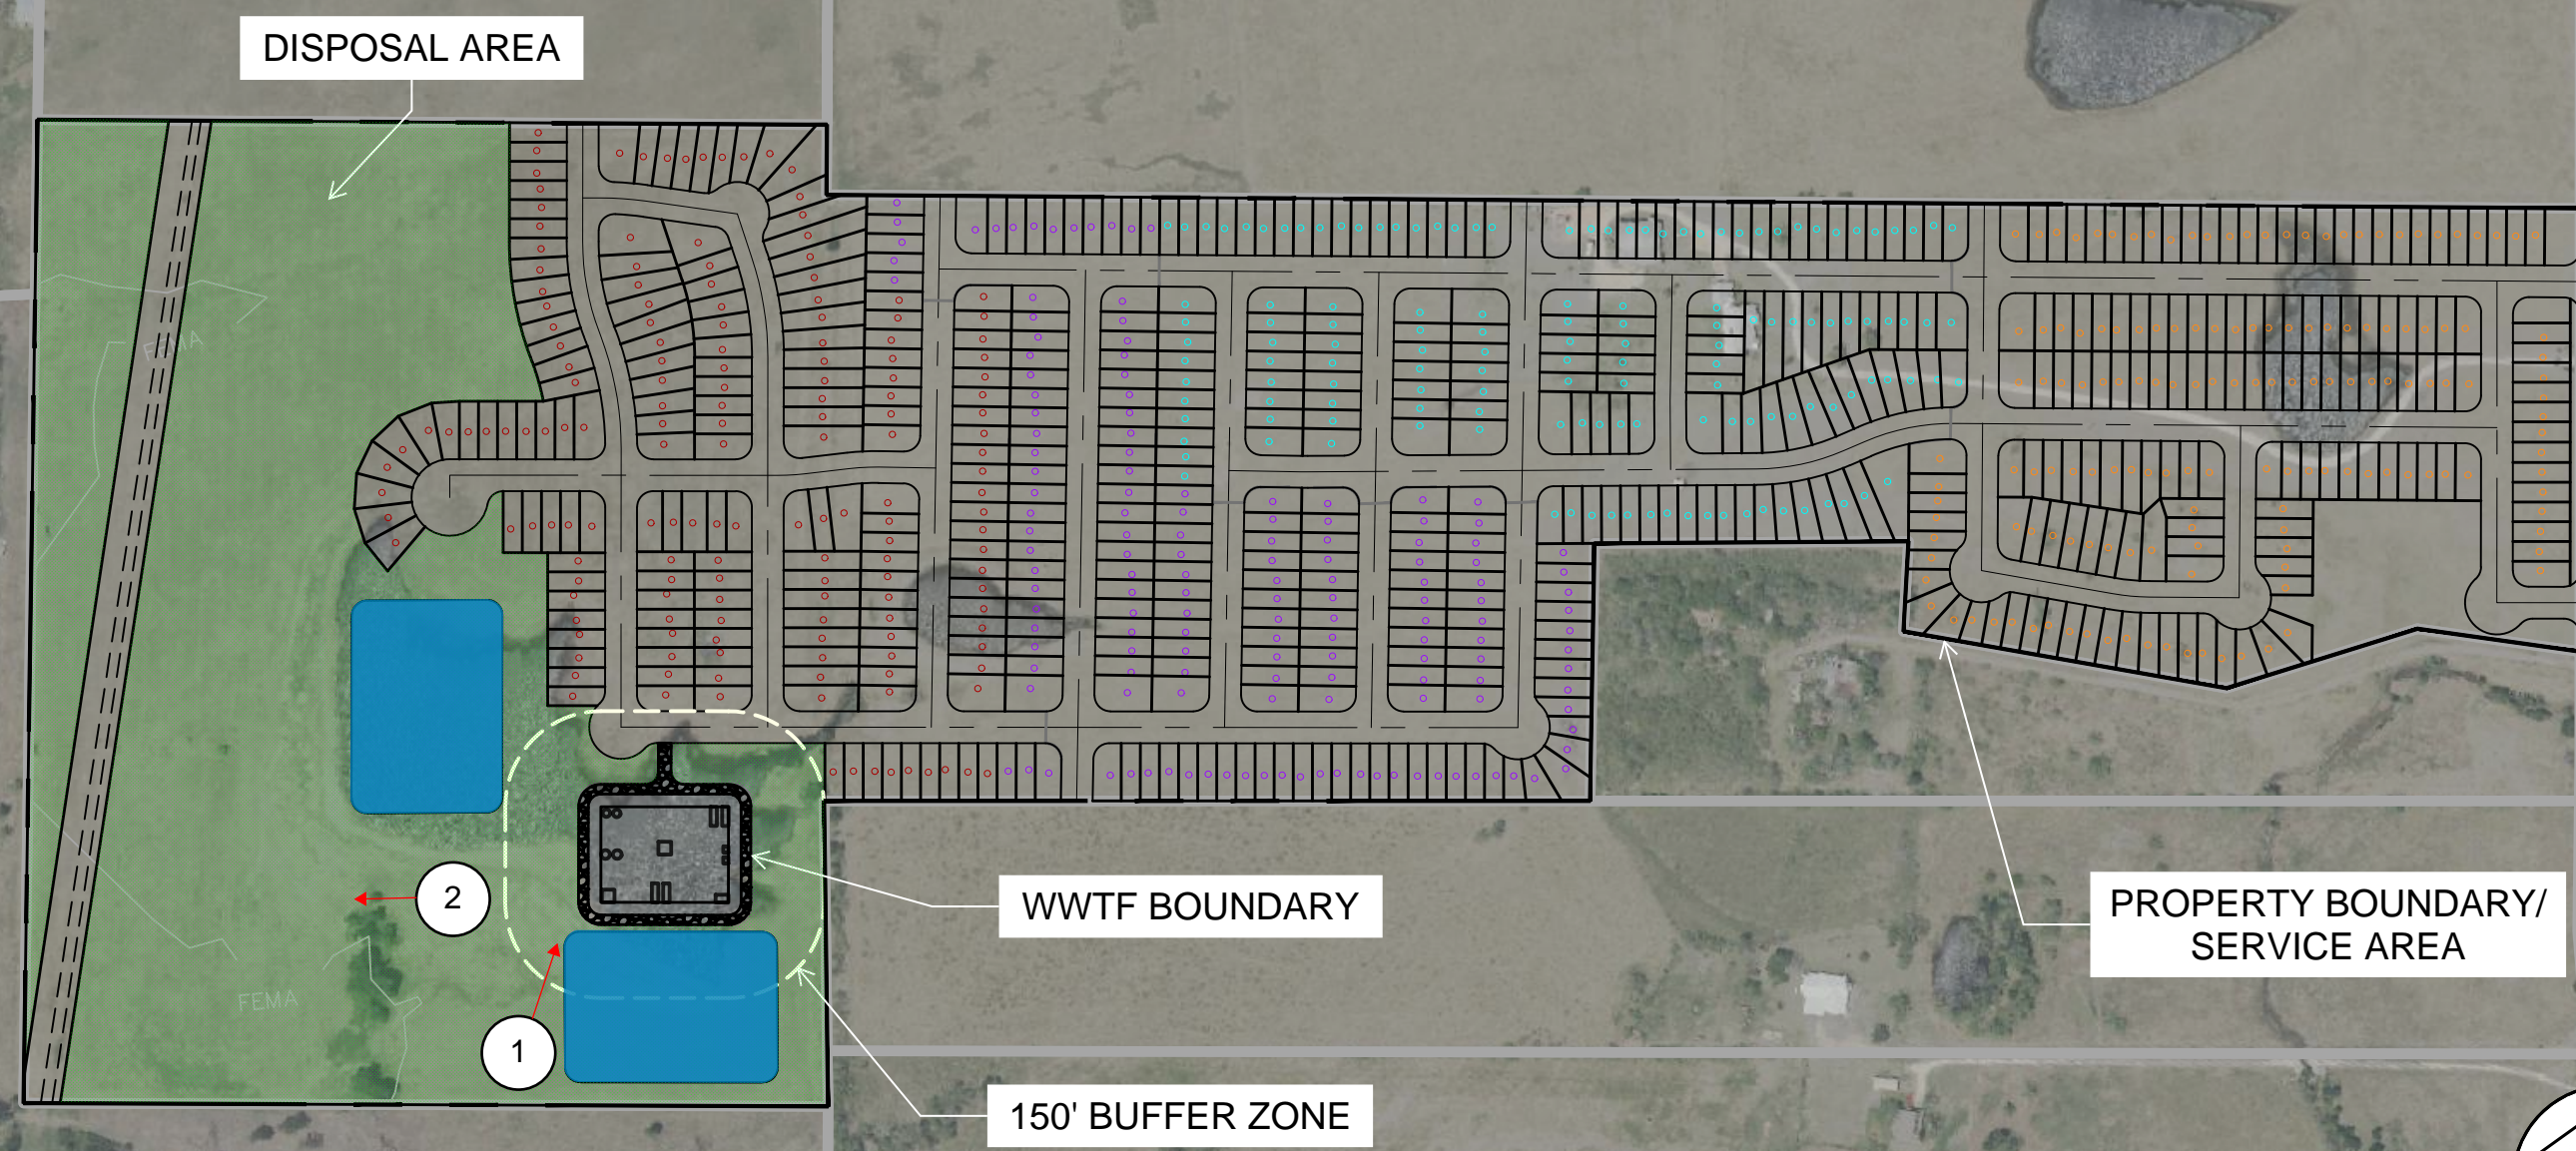 DISPOSAL AREA
FEMA
2
WWTF BOUNDARY
PROPERTY BOUNDARY/
SERVICE AREA
FEMA
1
150' BUFFER ZONE